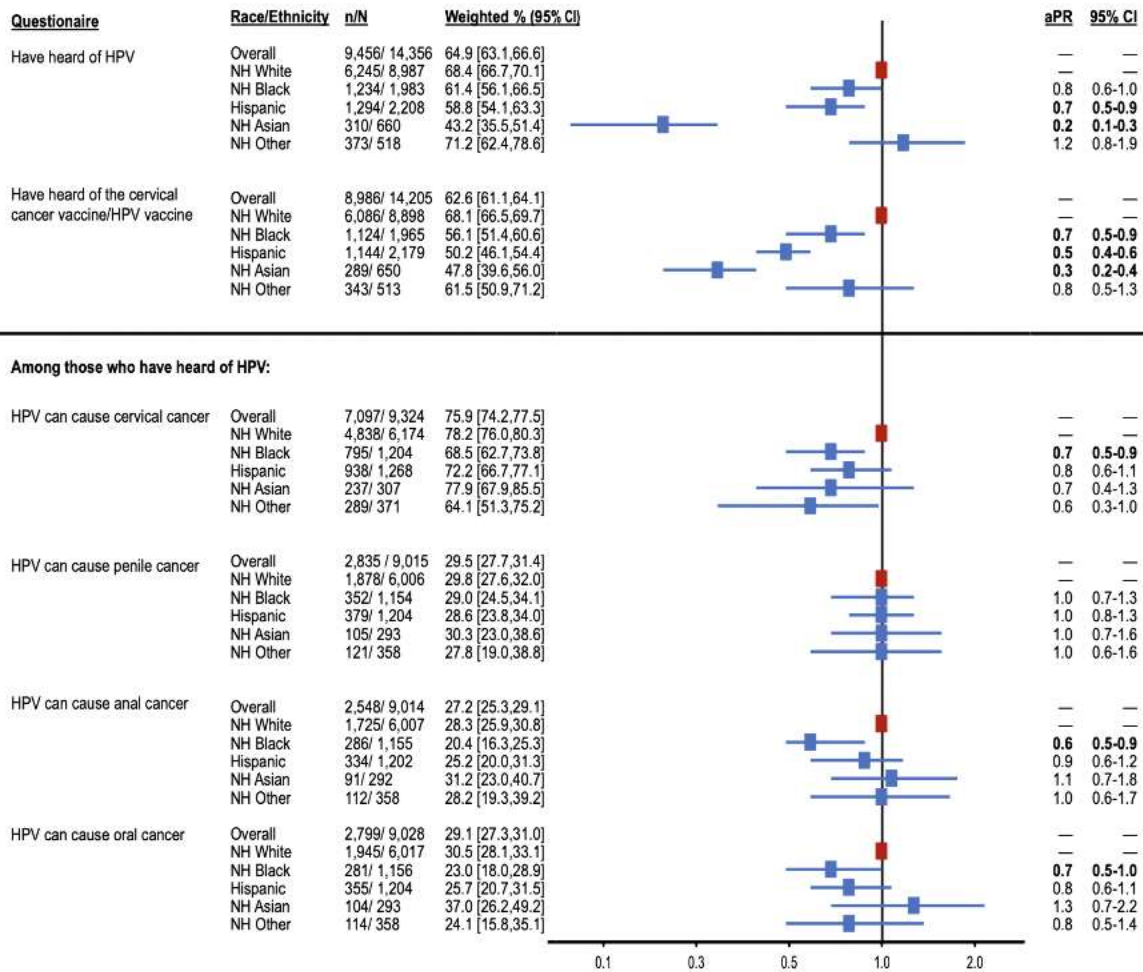 Questionaire Race/Ethnicity n/N Weighted % (95% CI) aPR 95% CI
Have heard of HPV Overall 9,456/ 14,356 64.9 [63.1,66.6] — —
NH White 6,245/ 8,987 68.4 [66.7,70.1] — —
NH Black 1,234/ 1,983 61.4 [56.1,66.5] 0.8 0.6-1.0
Hispanic 1,294/ 2,208 58.8 [54.1,63.3] 0.7 0.5-0.9
NH Asian 310/ 660 43.2 [35.5,51.4] 0.2 0.1-0.3
NH Other 373/ 518 71.2 [62.4,78.6] 1.2 0.8-1.9
Have heard of the cervical Overall 8,986/ 14,205 62.6 [61.1,64.1] — —
cancer vaccine/HPV vaccine NH White 6,086/ 8,898 68.1 [66.5,69.7] — —
NH Black 1,124/ 1,965 56.1 [51.4,60.6] 0.7 0.5-0.9
Hispanic 1,144/ 2,179 50.2 [46.1,54.4] 0.5 0.4-0.6
NH Asian 289/ 650 47.8 [39.6,56.0] 0.3 0.2-0.4
NH Other 343/ 513 61.5 [50.9,71.2] 0.8 0.5-1.3
Among those who have heard of HPV:
HPV can cause cervical cancer Overall 7,097/ 9,324 75.9 [74.2,77.5] — —
NH White 4,838/ 6,174 78.2 [76.0,80.3] — —
NH Black 795/ 1,204 68.5 [62.7,73.8] 0.7 0.5-0.9
Hispanic 938/ 1,268 72.2 [66.7,77.1] 0.8 0.6-1.1
NH Asian 237/ 307 77.9 [67.9,85.5] 0.7 0.4-1.3
NH Other 289/ 371 64.1 [51.3,75.2] 0.6 0.3-1.0
HPV can cause penile cancer Overall 2,835 / 9,015 29.5 [27.7,31.4] — —
NH White 1,878/ 6,006 29.8 [27.6,32.0] — —
NH Black 352/ 1,154 29.0 [24.5,34.1] 1.0 0.7-1.3
Hispanic 379/ 1,204 28.6 [23.8,34.0] 1.0 0.8-1.3
NH Asian 105/ 293 30.3 [23.0,38.6] 1.0 0.7-1.6
NH Other 121/ 358 27.8 [19.0,38.8] 1.0 0.6-1.6
HPV can cause anal cancer Overall 2,548/ 9,014 27.2 [25.3,29.1] — —
NH White 1,725/ 6,007 28.3 [25.9,30.8] — —
NH Black 286/ 1,155 20.4 [16.3,25.3] 0.6 0.5-0.9
Hispanic 334/ 1,202 25.2 [20.0,31.3] 0.9 0.6-1.2
NH Asian 91/ 292 31.2 [23.0,40.7] 1.1 0.7-1.8
NH Other 112/ 358 28.2 [19.3,39.2] 1.0 0.6-1.7
HPV can cause oral cancer Overall 2,799/ 9,028 29.1 [27.3,31.0] — —
NH White 1,945/ 6,017 30.5 [28.1,33.1] — —
NH Black 281/ 1,156 23.0 [18.0,28.9] 0.7 0.5-1.0
Hispanic 355/ 1,204 25.7 [20.7,31.5] 0.8 0.6-1.1
NH Asian 104/ 293 37.0 [26.2,49.2] 1.3 0.7-2.2
NH Other 114/ 358 24.1 [15.8,35.1] 0.8 0.5-1.4
0.1 0.3 0.5 1.0 2.0